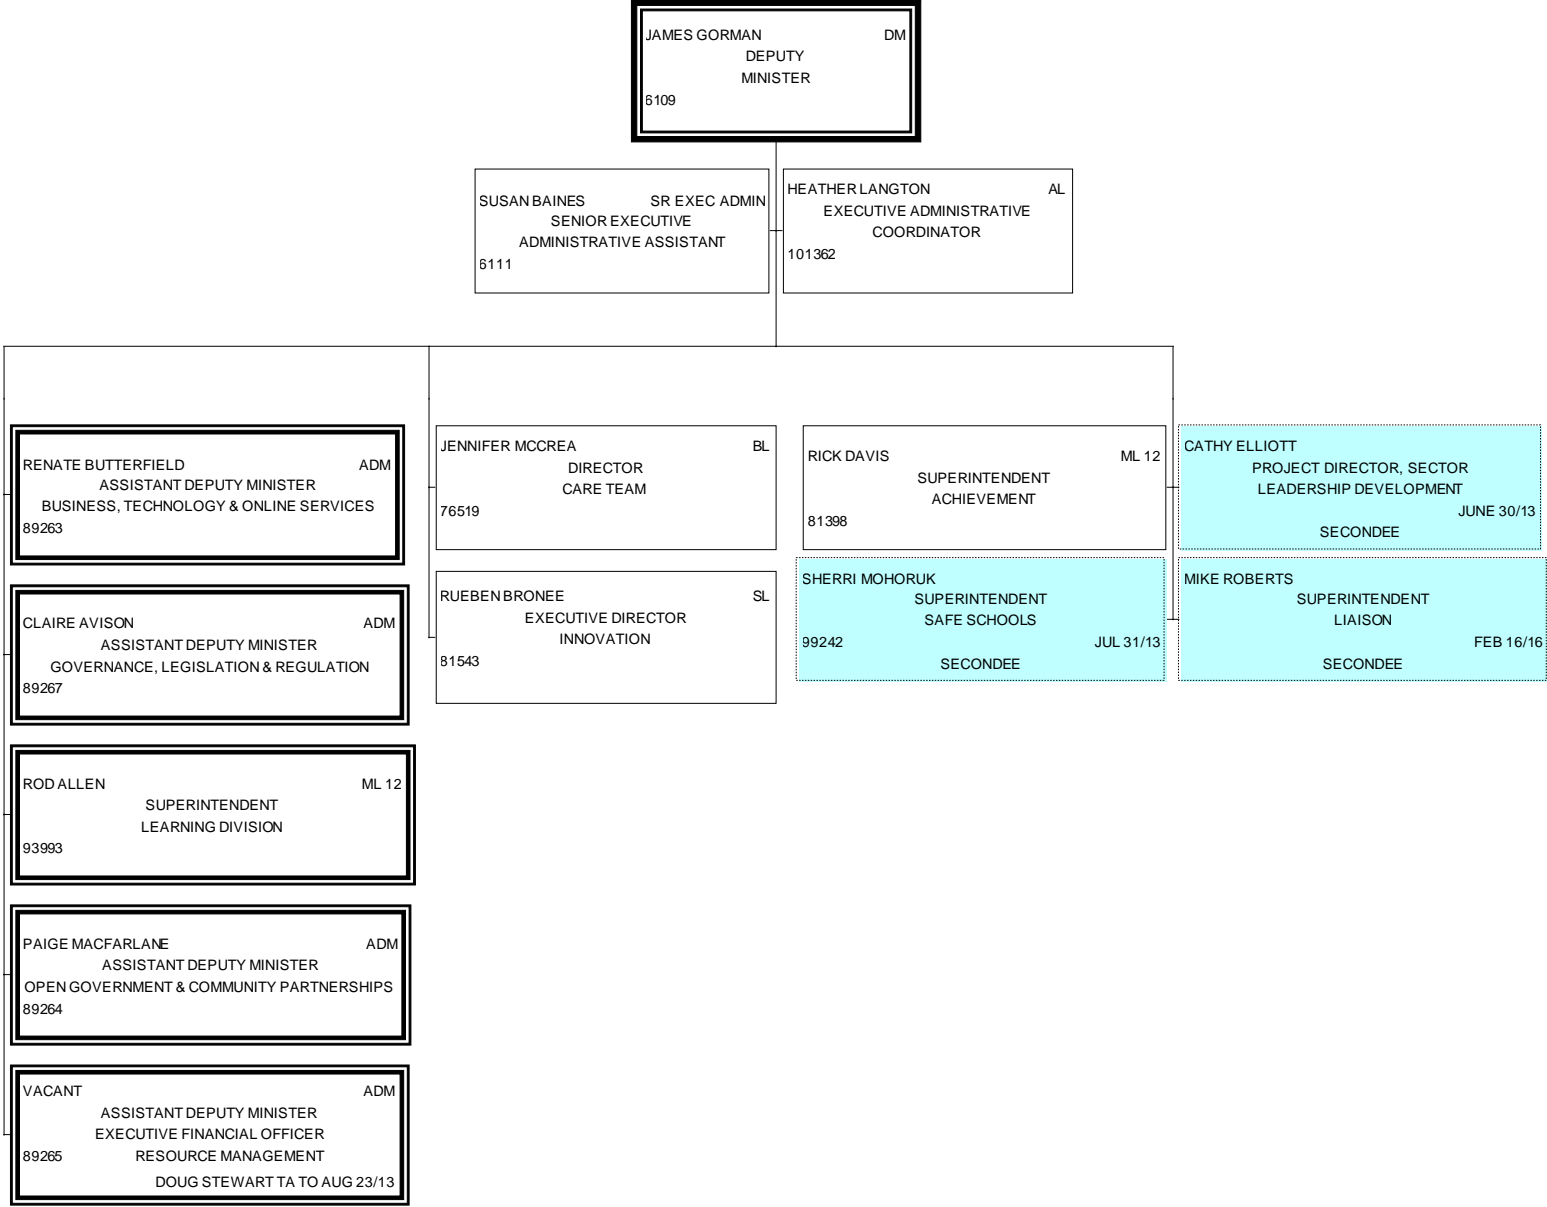 JAMES GORMAN DM
DEPUTY
MINISTER
6109
SUSAN BAINES SR EXEC ADMIN
SENIOR EXECUTIVE
ADMINISTRATIVE ASSISTANT
6111
HEATHER LANGTON AL
EXECUTIVE ADMINISTRATIVE
COORDINATOR
101362
RENATE BUTTERFIELD ADM
ASSISTANT DEPUTY MINISTER
BUSINESS, TECHNOLOGY & ONLINE SERVICES
89263
CLAIRE AVISON ADM
ASSISTANT DEPUTY MINISTER
GOVERNANCE, LEGISLATION & REGULATION
89267
ROD ALLEN ML 12
SUPERINTENDENT
LEARNING DIVISION
93993
PAIGE MACFARLANE ADM
ASSISTANT DEPUTY MINISTER
OPEN GOVERNMENT & COMMUNITY PARTNERSHIPS
89264
VACANT ADM
ASSISTANT DEPUTY MINISTER
EXECUTIVE FINANCIAL OFFICER
89265 RESOURCE MANAGEMENT
DOUG STEWART TA TO AUG 23/13
JENNIFER MCCREA BL
DIRECTOR
CARE TEAM
76519
RUEBEN BRONEE SL
EXECUTIVE DIRECTOR
INNOVATION
81543
RICK DAVIS ML 12
SUPERINTENDENT
ACHIEVEMENT
81398
SHERRI MOHORUK
SUPERINTENDENT
SAFE SCHOOLS
99242 JUL 31/13
SECONDEE
CATHY ELLIOTT
PROJECT DIRECTOR, SECTOR
LEADERSHIP DEVELOPMENT
JUNE 30/13
SECONDEE
MIKE ROBERTS
SUPERINTENDENT
LIAISON
FEB 16/16
SECONDEE